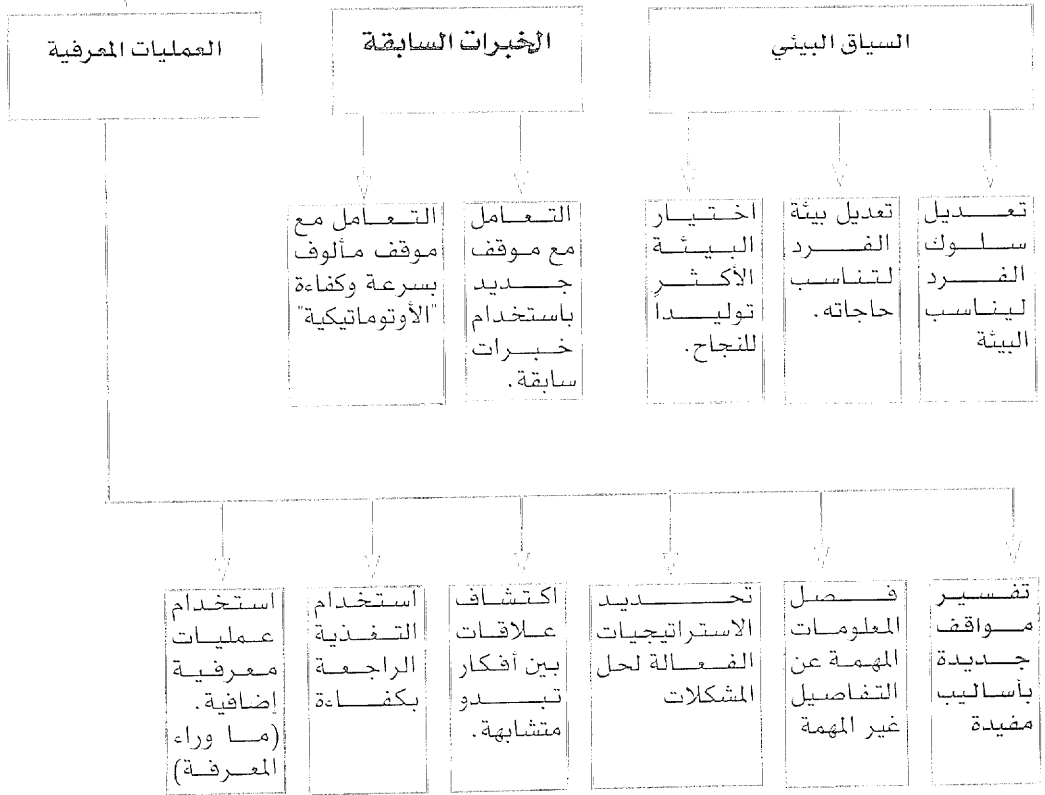 السياق البيئي
الخبرات السابقة
العمليات المعرفية
تعديل
سلوك
الفرد
ليناسب
البيئة
تعديل بيئة
الفرد
لتناسب
حاجاته.
اختيار
البيئة
الأكثر
توليداً
للنجاح.
التعامل
مع موقف
جديد
باستخدام
خبرات
سابقة.
التعامل مع
موقف مألوف
بسرعة وكفاءة
"الأوتوماتيكية"
تفسير
مواقف
جديدة
بأساليب
مفيدة
فصل
المعلومات
المهمة عن
التفاصيل
غير المهمة
تحديد
الاستراتيجيات
الفعالة لحل
المشكلات
اكتشاف
علاقات
بين أفكار
تبدو
متشابهة.
استخدام
التغذية
الراجعة
بكفاءة
استخدام
عمليات
معرفية
إضافية.
(ما وراء
المعرفة)